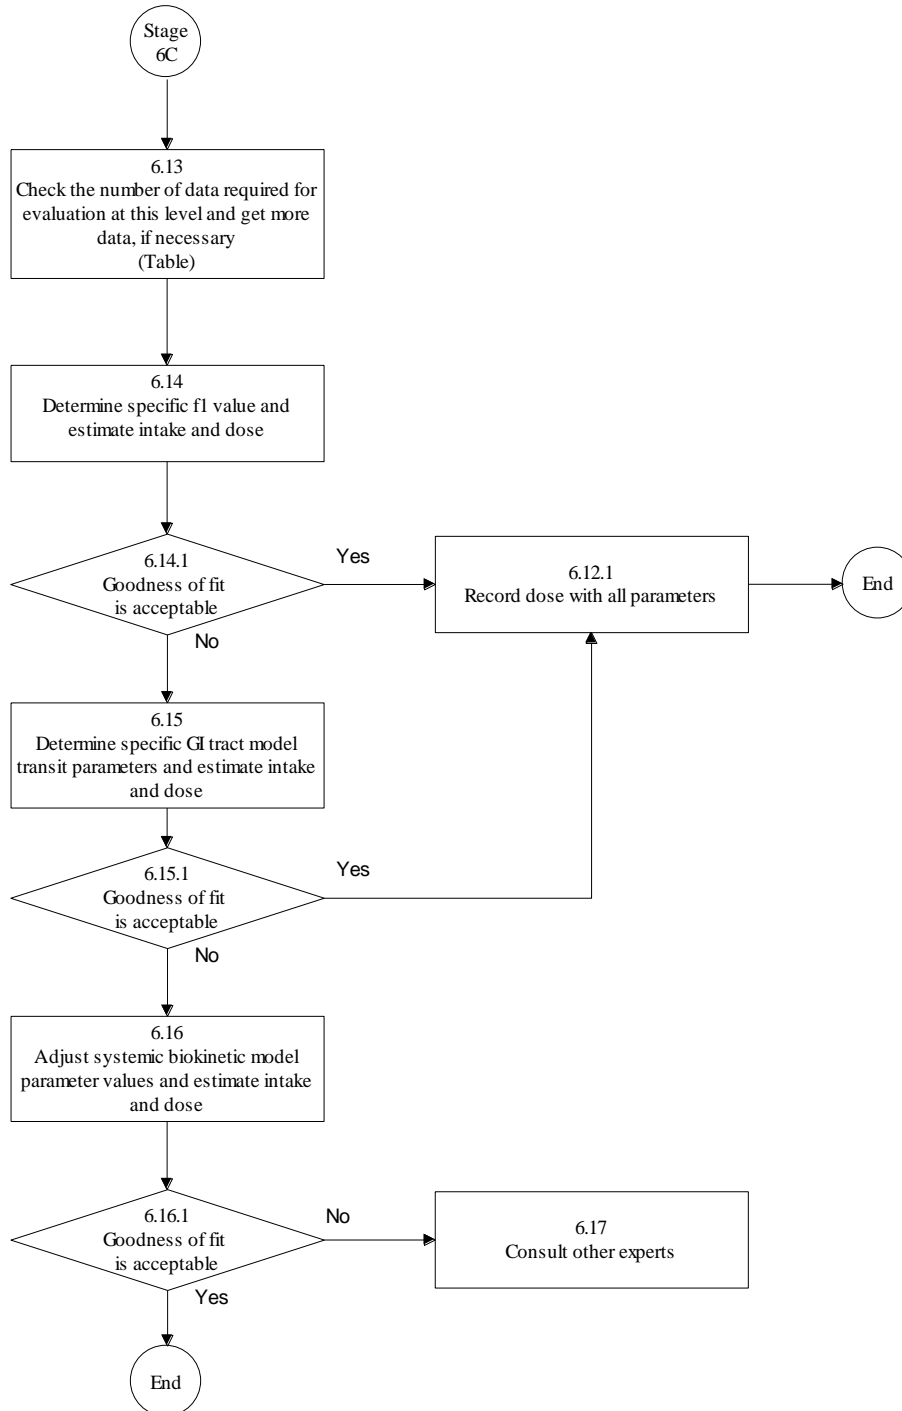 Stage
6C
6.13
Check the number of data required for
evaluation at this level and get more
data, if necessary
(Table)
6.14
Determine specific f1 value and
estimate intake and dose
6.14.1
Goodness of fit
is acceptable
Yes
No
6.12.1
Record dose with all parameters
End
6.15
Determine specific GI tract model
transit parameters and estimate intake
and dose
6.15.1
Goodness of fit
is acceptable
Yes
No
6.16
Adjust systemic biokinetic model
parameter values and estimate intake
and dose
6.16.1
Goodness of fit
is acceptable
No
Yes
6.17
Consult other experts
End